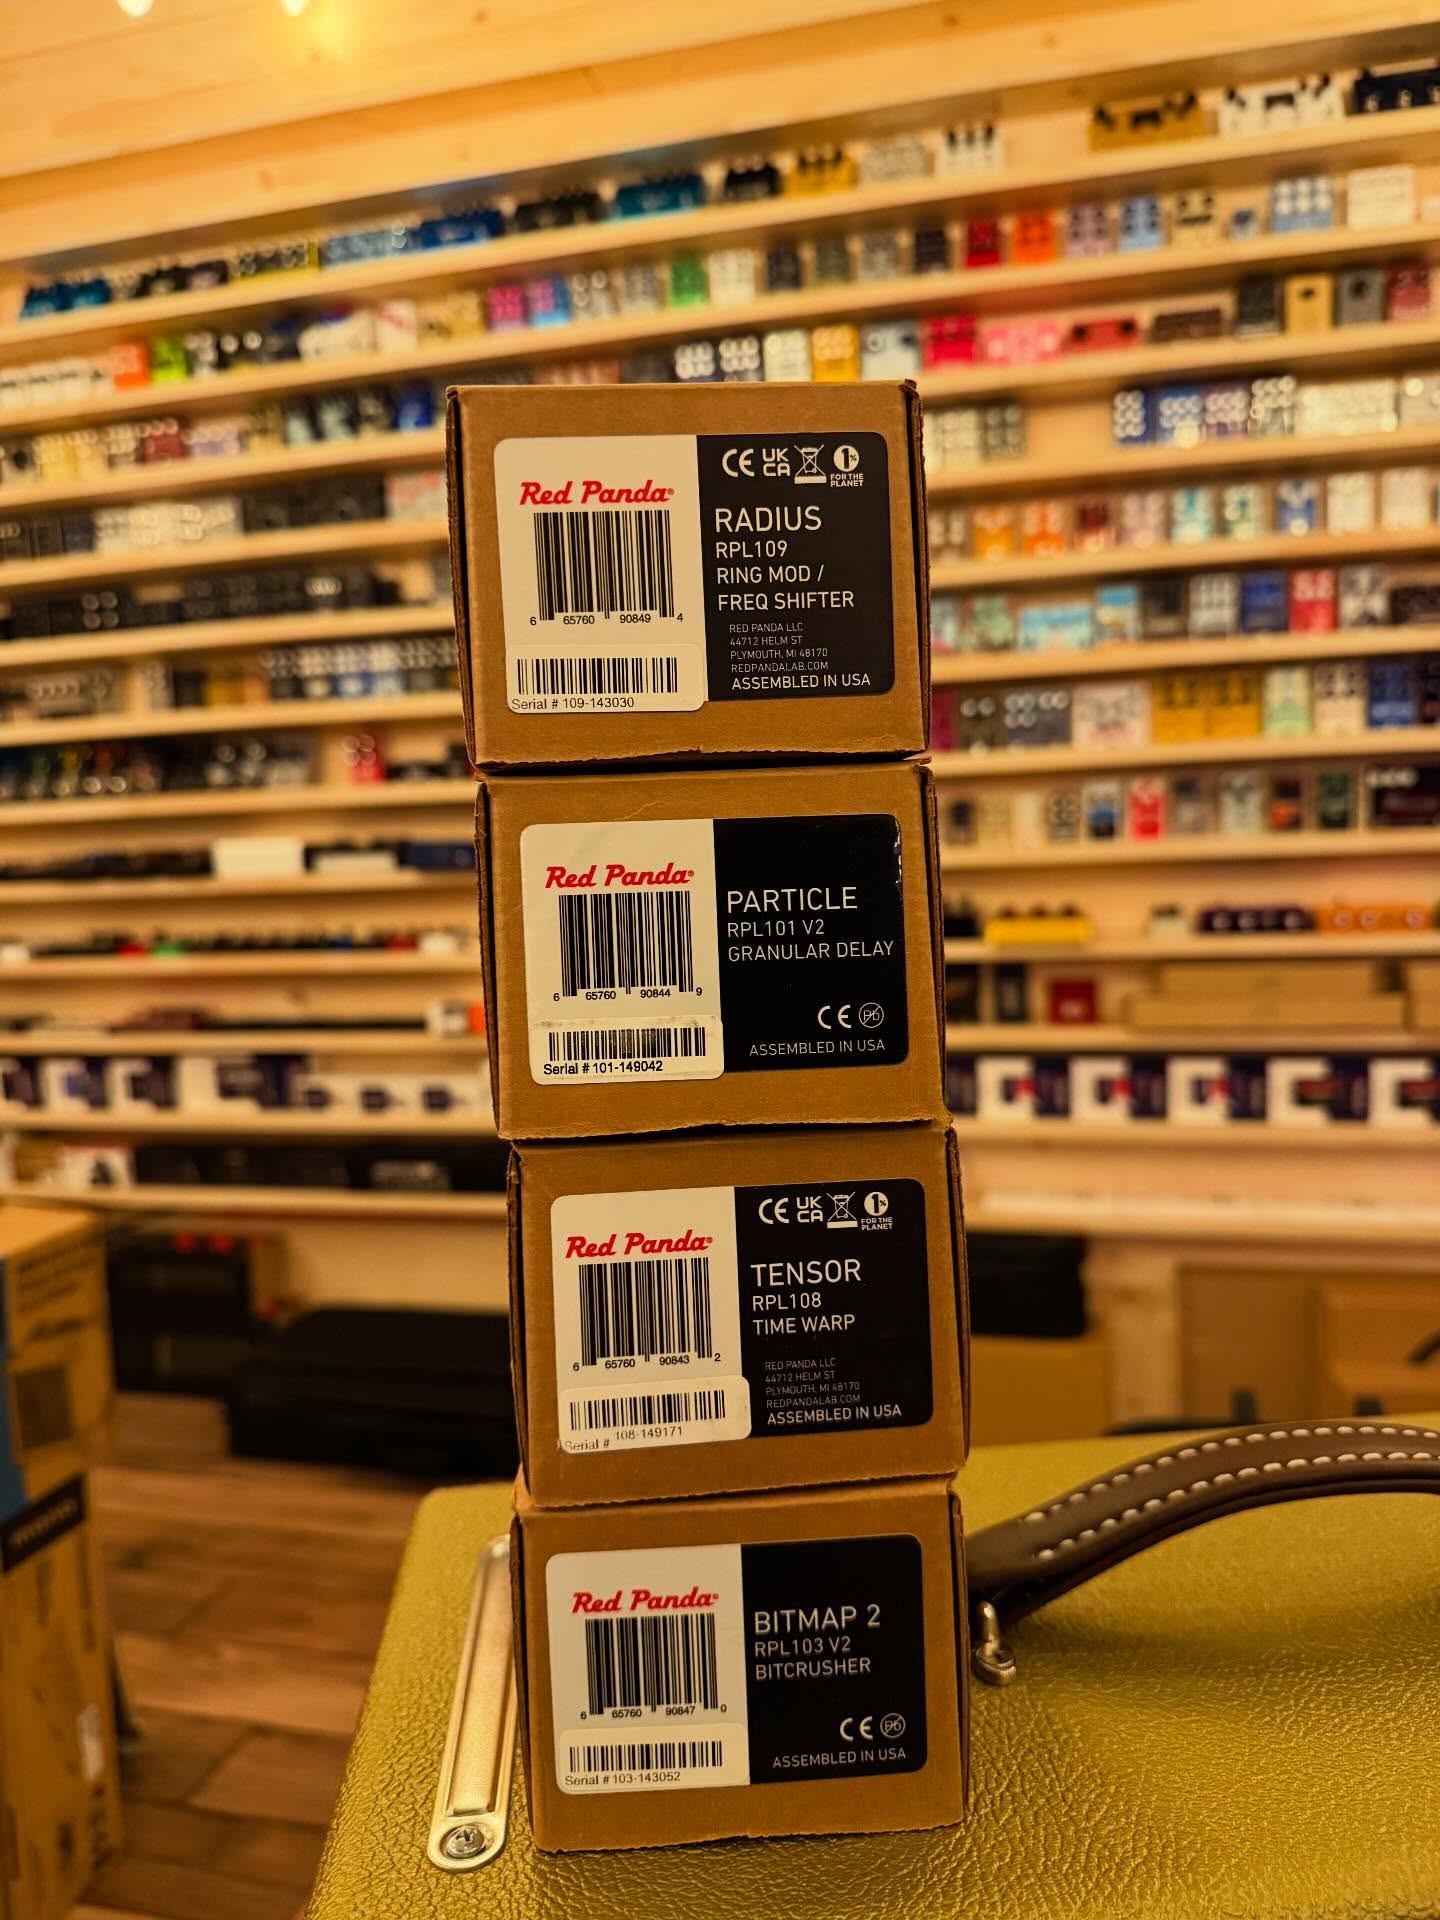 CE UK CA 1% FOR THE PLANET
Red Panda®
RADIUS
RPL109
RING MOD /
FREQ SHIFTER
6 65760 90849 4
RED PANDA LLC
44712 HELM ST
PLYMOUTH, MI 48170
REDPANDALAB.COM
ASSEMBLED IN USA
Serial # 109-143030
Red Panda®
PARTICLE
RPL101 V2
GRANULAR DELAY
6 65760 90844 9
CE Pb
ASSEMBLED IN USA
Serial # 101-149042
CE UK CA 1% FOR THE PLANET
Red Panda®
TENSOR
RPL108
TIME WARP
6 65760 90843 2
RED PANDA LLC
44712 HELM ST
PLYMOUTH, MI 48170
REDPANDALAB.COM
ASSEMBLED IN USA
Serial # 108-149171
Red Panda®
BITMAP 2
RPL103 V2
BITCRUSHER
6 65760 90847 0
CE Pb
ASSEMBLED IN USA
Serial # 103-143052